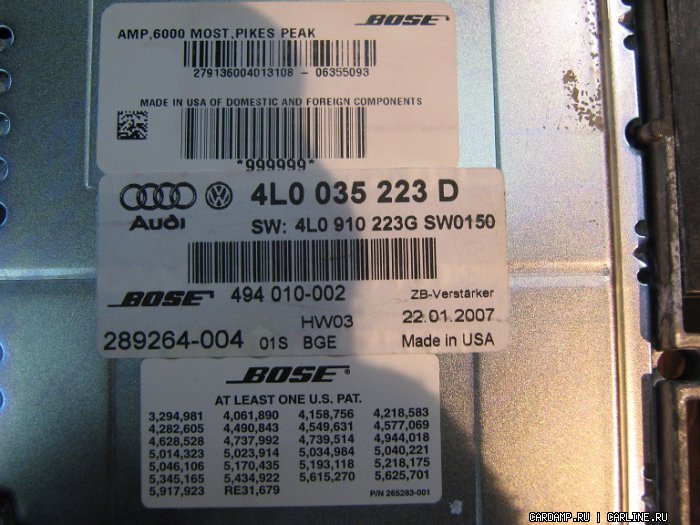 BOSE
AMP,6000 MOST,PIKES PEAK
279136004013108 - 06355093
MADE IN USA OF DOMESTIC AND FOREIGN COMPONENTS
*999999*
4L0 035 223 D
Audi
SW: 4L0 910 223G SW0150
BOSE 494 010-002 ZB-Verstärker
HW03 22.01.2007
289264-004 01S BGE Made in USA
BOSE®
AT LEAST ONE U.S. PAT.
3,294,981 4,061,890 4,158,756 4,218,583
4,282,605 4,490,843 4,549,631 4,577,069
4,628,528 4,737,992 4,739,514 4,944,018
5,014,323 5,023,914 5,034,984 5,040,221
5,046,106 5,170,435 5,193,118 5,218,175
5,345,165 5,434,922 5,615,270 5,625,701
5,917,923 RE31,679 P/N 265283-001
CARDAMP.RU | CARLINE.RU